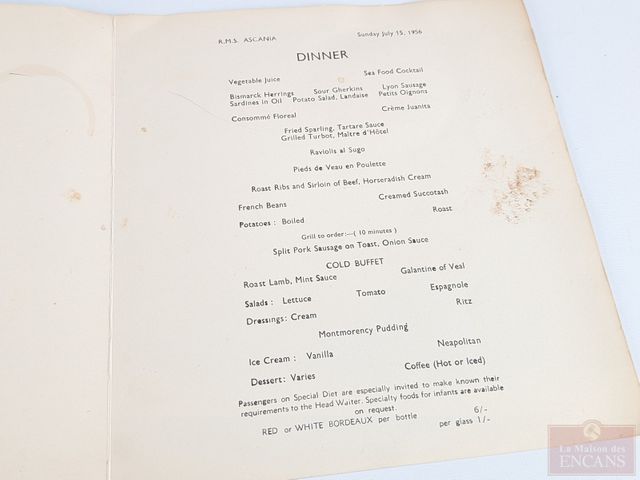 R.M.S. ASCANIA Sunday July 15, 1956
DINNER
Vegetable Juice Sea Food Cocktail
Bismarck Herrings Sour Gherkins Lyon Sausage
Sardines in Oil Potato Salad, Landaise Petits Oignons
Consommé Floreal Crème Juanita
Fried Sparling, Tartare Sauce
Grilled Turbot, Maître d'Hôtel
Raviolis al Sugo
Pieds de Veau en Poulette
Roast Ribs and Sirloin of Beef, Horseradish Cream
French Beans Creamed Succotash
Potatoes : Boiled Roast
Grill to order:—( 10 minutes )
Split Pork Sausage on Toast, Onion Sauce
COLD BUFFET
Roast Lamb, Mint Sauce Galantine of Veal
Salads : Lettuce Tomato Espagnole
Dressings: Cream Ritz
Montmorency Pudding
Ice Cream : Vanilla Neapolitan
Dessert: Varies Coffee (Hot or Iced)
Passengers on Special Diet are especially invited to make known their
requirements to the Head Waiter. Specialty foods for infants are available
on request.
RED or WHITE BORDEAUX per bottle 6/-
per glass 1/-
La Maison des
ENCANS